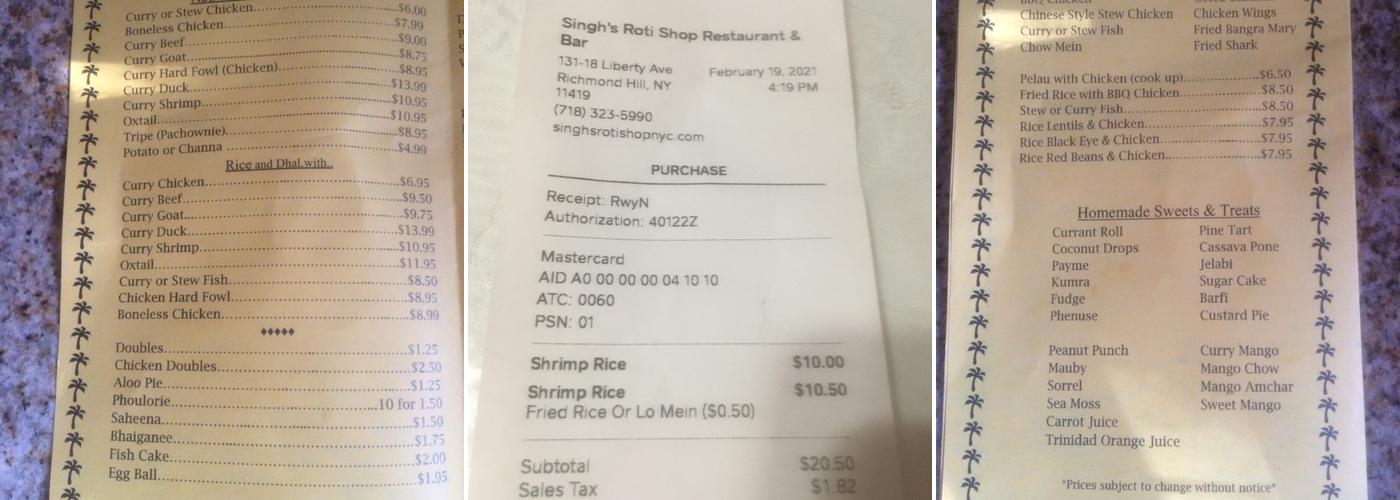 Curry or Stew Chicken $6.00
Boneless Chicken $7.99
Curry Beef $9.00
Curry Goat $8.75
Curry Hard Fowl (Chicken) $8.95
Curry Duck $13.99
Curry Shrimp $10.95
Oxtail $10.95
Tripe (Pachownie) $8.95
Potato or Channa $4.99
Rice and Dhal with..
Curry Chicken $6.95
Curry Beef $9.50
Curry Goat $9.75
Curry Duck $13.99
Curry Shrimp $10.95
Oxtail $11.95
Curry or Stew Fish $8.50
Chicken Hard Fowl $8.95
Boneless Chicken $8.99
Doubles $1.25
Chicken Doubles $2.50
Aloo Pie $1.25
Phoulorie 10 for 1.50
Saheena $1.50
Bhaiganee $1.75
Fish Cake $2.00
Egg Ball $1.95
Singh's Roti Shop Restaurant &
Bar
131-18 Liberty Ave
Richmond Hill, NY
11419
(718) 323-5990
singhsrotishopnyc.com
February 19, 2021
4:19 PM
PURCHASE
Receipt: RwyN
Authorization: 40122Z
Mastercard
AID A0 00 00 00 04 10 10
ATC: 0060
PSN: 01
Shrimp Rice $10.00
Shrimp Rice $10.50
Fried Rice Or Lo Mein ($0.50)
Subtotal $20.50
Sales Tax $1.82
BBQ Chicken
Chinese Style Stew Chicken Chicken Wings
Curry or Stew Fish Fried Bangra Mary
Chow Mein Fried Shark
Pelau with Chicken (cook up) $6.50
Fried Rice with BBQ Chicken $8.50
Stew or Curry Fish $8.50
Rice Lentils & Chicken $7.95
Rice Black Eye & Chicken $7.95
Rice Red Beans & Chicken $7.95
Homemade Sweets & Treats
Currant Roll Pine Tart
Coconut Drops Cassava Pone
Payme Jelabi
Kumra Sugar Cake
Fudge Barfi
Phenuse Custard Pie
Peanut Punch Curry Mango
Mauby Mango Chow
Sorrel Mango Amchar
Sea Moss Sweet Mango
Carrot Juice
Trinidad Orange Juice
*Prices subject to change without notice*